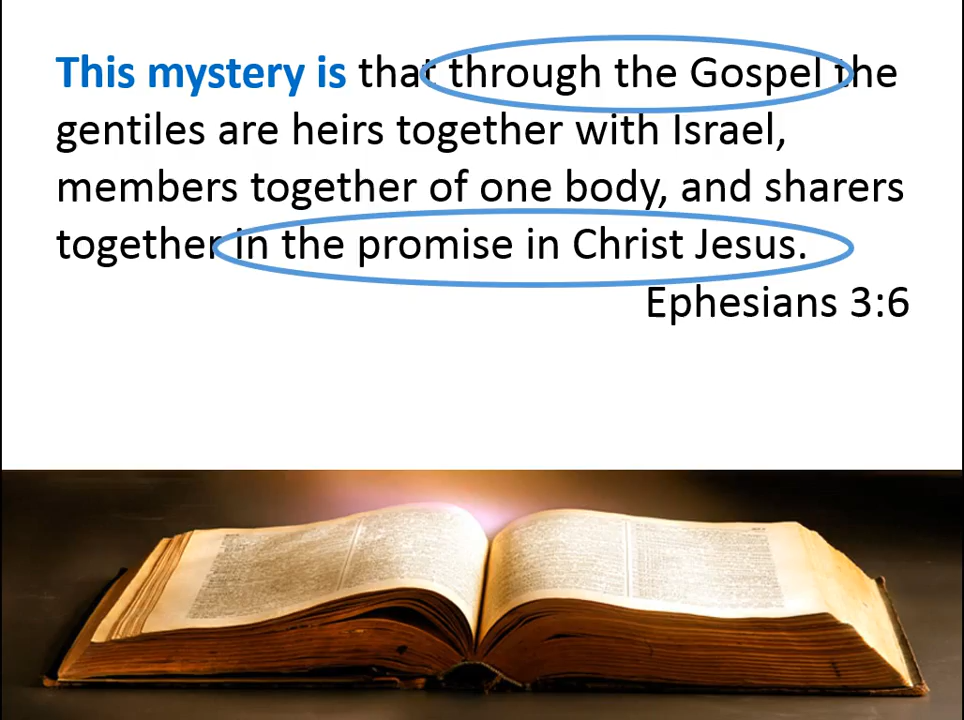 This mystery is that through the Gospel the
gentiles are heirs together with Israel,
members together of one body, and sharers
together in the promise in Christ Jesus.
Ephesians 3:6